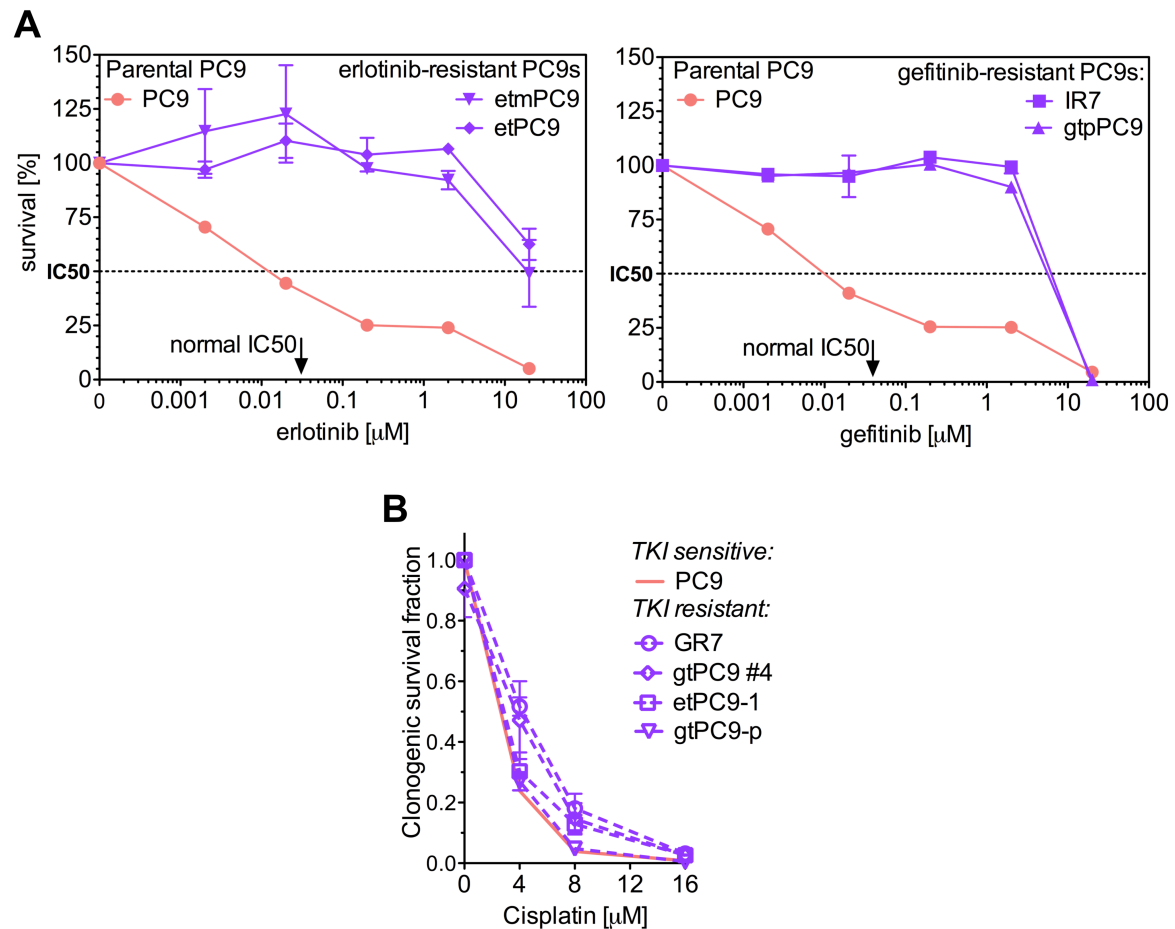 A
Parental PC9
PC9
erlotinib-resistant PC9s
etmPC9
etPC9
survival [%]
150
125
100
75
IC50
25
0
normal IC50
0 0.001 0.01 0.1 1 10 100
erlotinib [μM]
Parental PC9
PC9
gefitinib-resistant PC9s:
IR7
gtpPC9
150
125
100
75
IC50
25
0
normal IC50
0 0.001 0.01 0.1 1 10 100
gefitinib [μM]
B
Clonogenic survival fraction
1.0
0.8
0.6
0.4
0.2
0.0
0 4 8 12 16
Cisplatin [μM]
TKI sensitive:
PC9
TKI resistant:
GR7
gtPC9 #4
etPC9-1
gtPC9-p